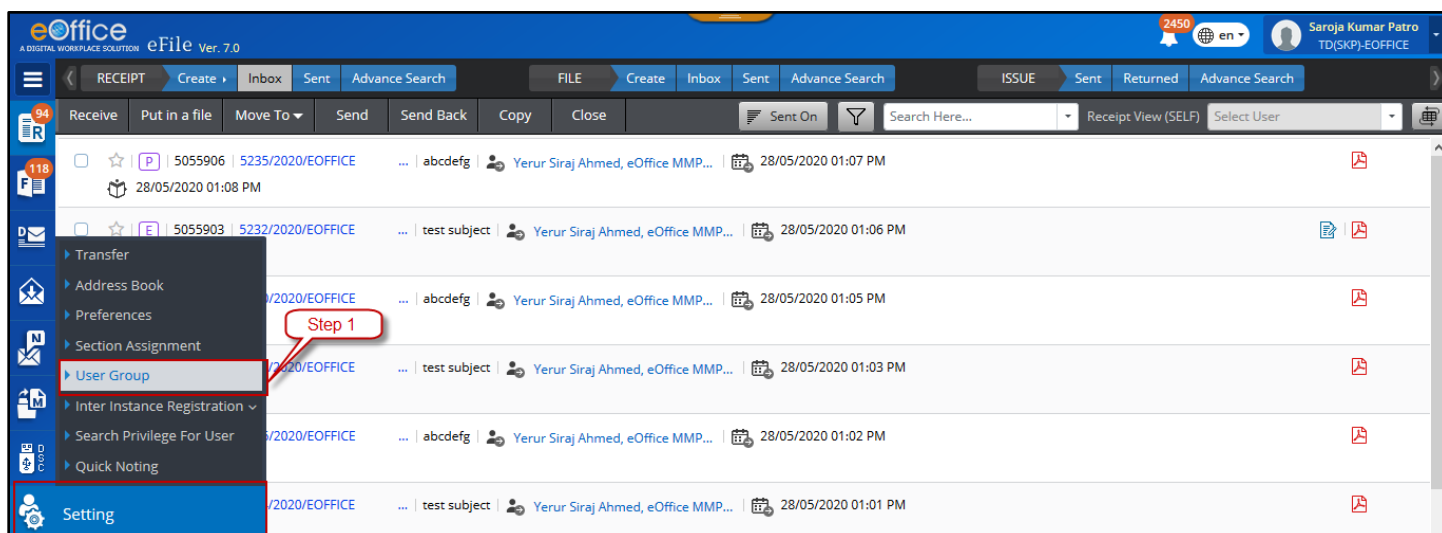 eOffice
A DIGITAL WORKPLACE SOLUTION eFile Ver. 7.0
2450 en Saroja Kumar Patro
TD(SKP)-EOFFICE
RECEIPT Create Inbox Sent Advance Search FILE Create Inbox Sent Advance Search ISSUE Sent Returned Advance Search
Receive Put in a file Move To Send Send Back Copy Close Sent On Search Here... Receipt View (SELF) Select User
94 R
P 5055906 5235/2020/EOFFICE ... abcdefg Yerur Siraj Ahmed, eOffice MMP... 28/05/2020 01:07 PM
28/05/2020 01:08 PM
118 F
D E 5055903 5232/2020/EOFFICE ... test subject Yerur Siraj Ahmed, eOffice MMP... 28/05/2020 01:06 PM
Transfer
Address Book
/2020/EOFFICE ... abcdefg Yerur Siraj Ahmed, eOffice MMP... 28/05/2020 01:05 PM
Preferences
Step 1
N
Section Assignment
/2020/EOFFICE ... test subject Yerur Siraj Ahmed, eOffice MMP... 28/05/2020 01:03 PM
User Group
M
Inter Instance Registration
Search Privilege For User
/2020/EOFFICE ... abcdefg Yerur Siraj Ahmed, eOffice MMP... 28/05/2020 01:02 PM
DSC
Quick Noting
Setting
/2020/EOFFICE ... test subject Yerur Siraj Ahmed, eOffice MMP... 28/05/2020 01:01 PM